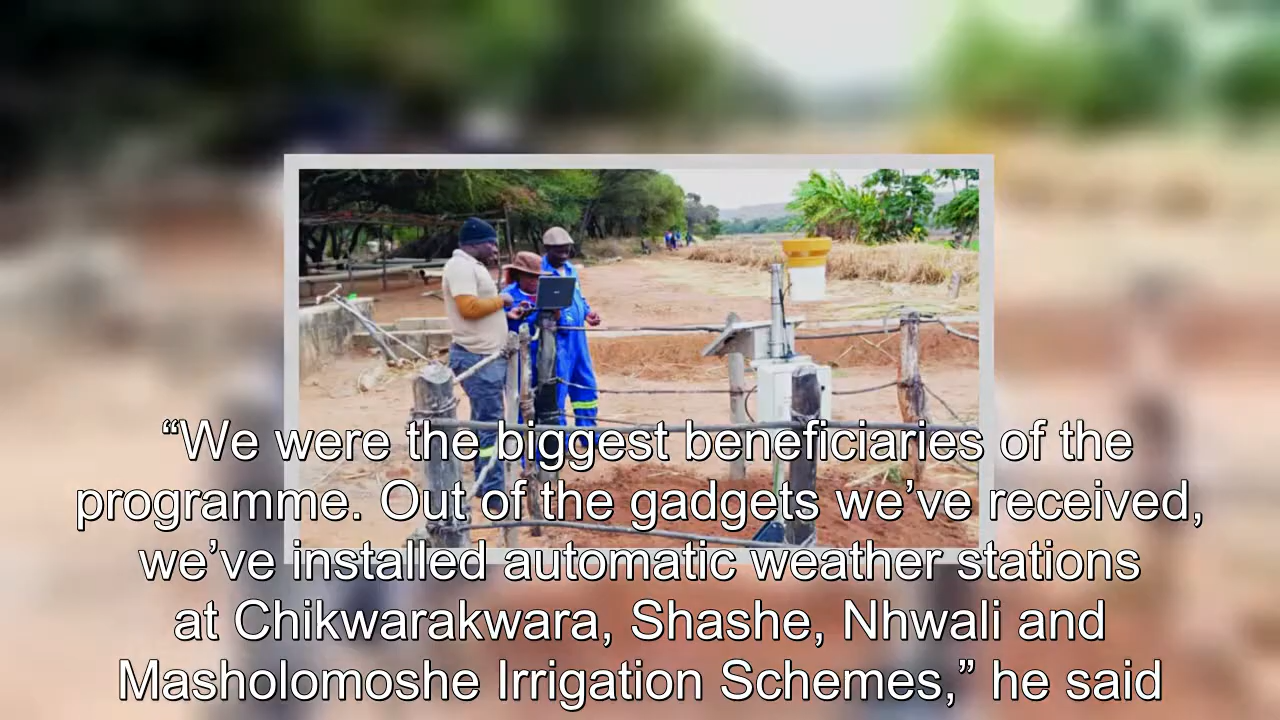 “We were the biggest beneficiaries of the
programme. Out of the gadgets we’ve received,
we’ve installed automatic weather stations
at Chikwarakwara, Shashe, Nhwali and
Masholomoshe Irrigation Schemes,” he said